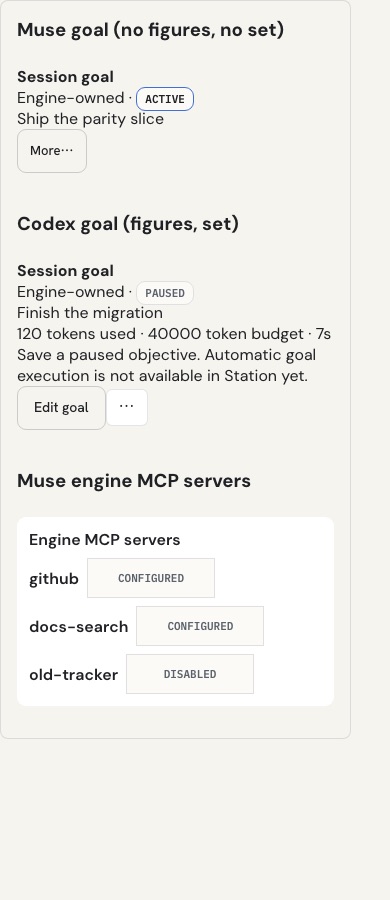 Muse goal (no figures, no set)
Session goal
Engine-owned · ACTIVE
Ship the parity slice
More···
Codex goal (figures, set)
Session goal
Engine-owned · PAUSED
Finish the migration
120 tokens used · 40000 token budget · 7s
Save a paused objective. Automatic goal
execution is not available in Station yet.
Edit goal ···
Muse engine MCP servers
Engine MCP servers
github CONFIGURED
docs-search CONFIGURED
old-tracker DISABLED